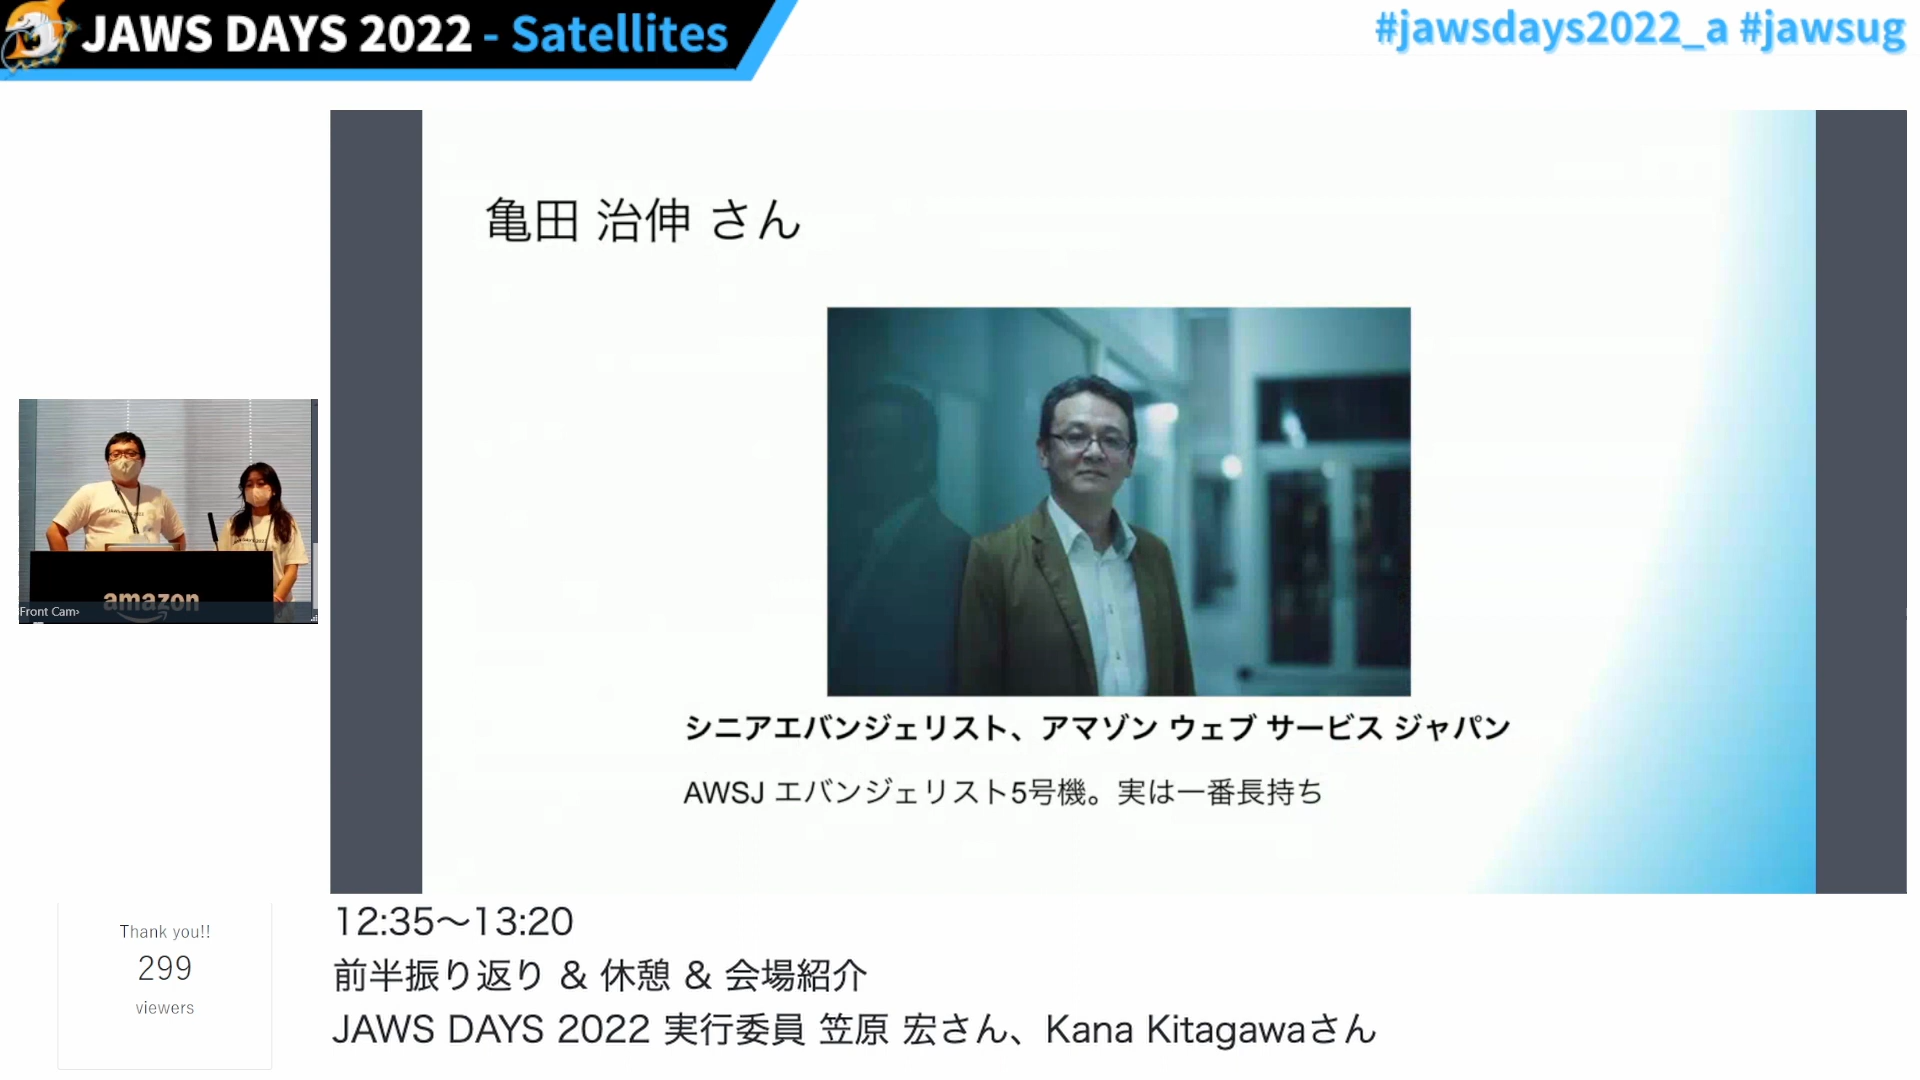 JAWS DAYS 2022 - Satellites
#jawsdays2022_a #jawsug
亀田 治伸 さん
シニアエバンジェリスト、アマゾン ウェブ サービス ジャパン
AWSJ エバンジェリスト5号機。実は一番長持ち
amazon
Front Cam
Thank you!!
299
viewers
12:35〜13:20
前半振り返り & 休憩 & 会場紹介
JAWS DAYS 2022 実行委員 笠原 宏さん、Kana Kitagawaさん